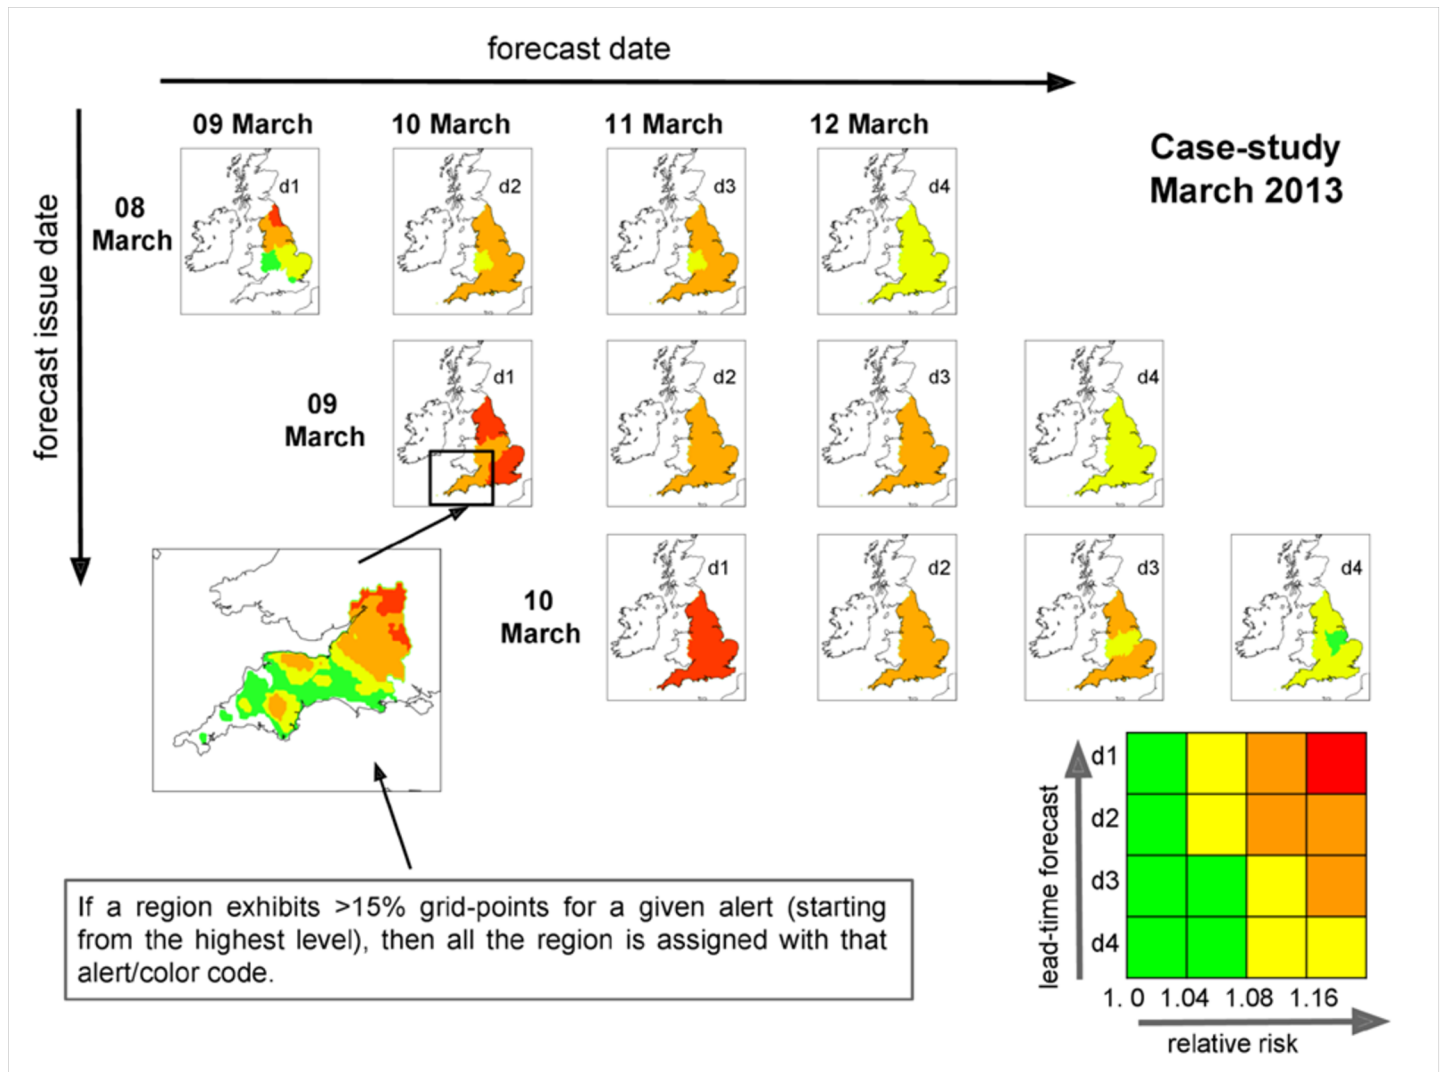 forecast date
09 March
10 March
11 March
12 March
Case-study
March 2013
forecast issue date
08
March
d1
d2
d3
d4
09
March
d1
d2
d3
d4
10
March
d1
d2
d3
d4
If a region exhibits >15% grid-points for a given alert (starting
from the highest level), then all the region is assigned with that
alert/color code.
lead-time forecast
d1
d2
d3
d4
1. 0 1.04 1.08 1.16
relative risk